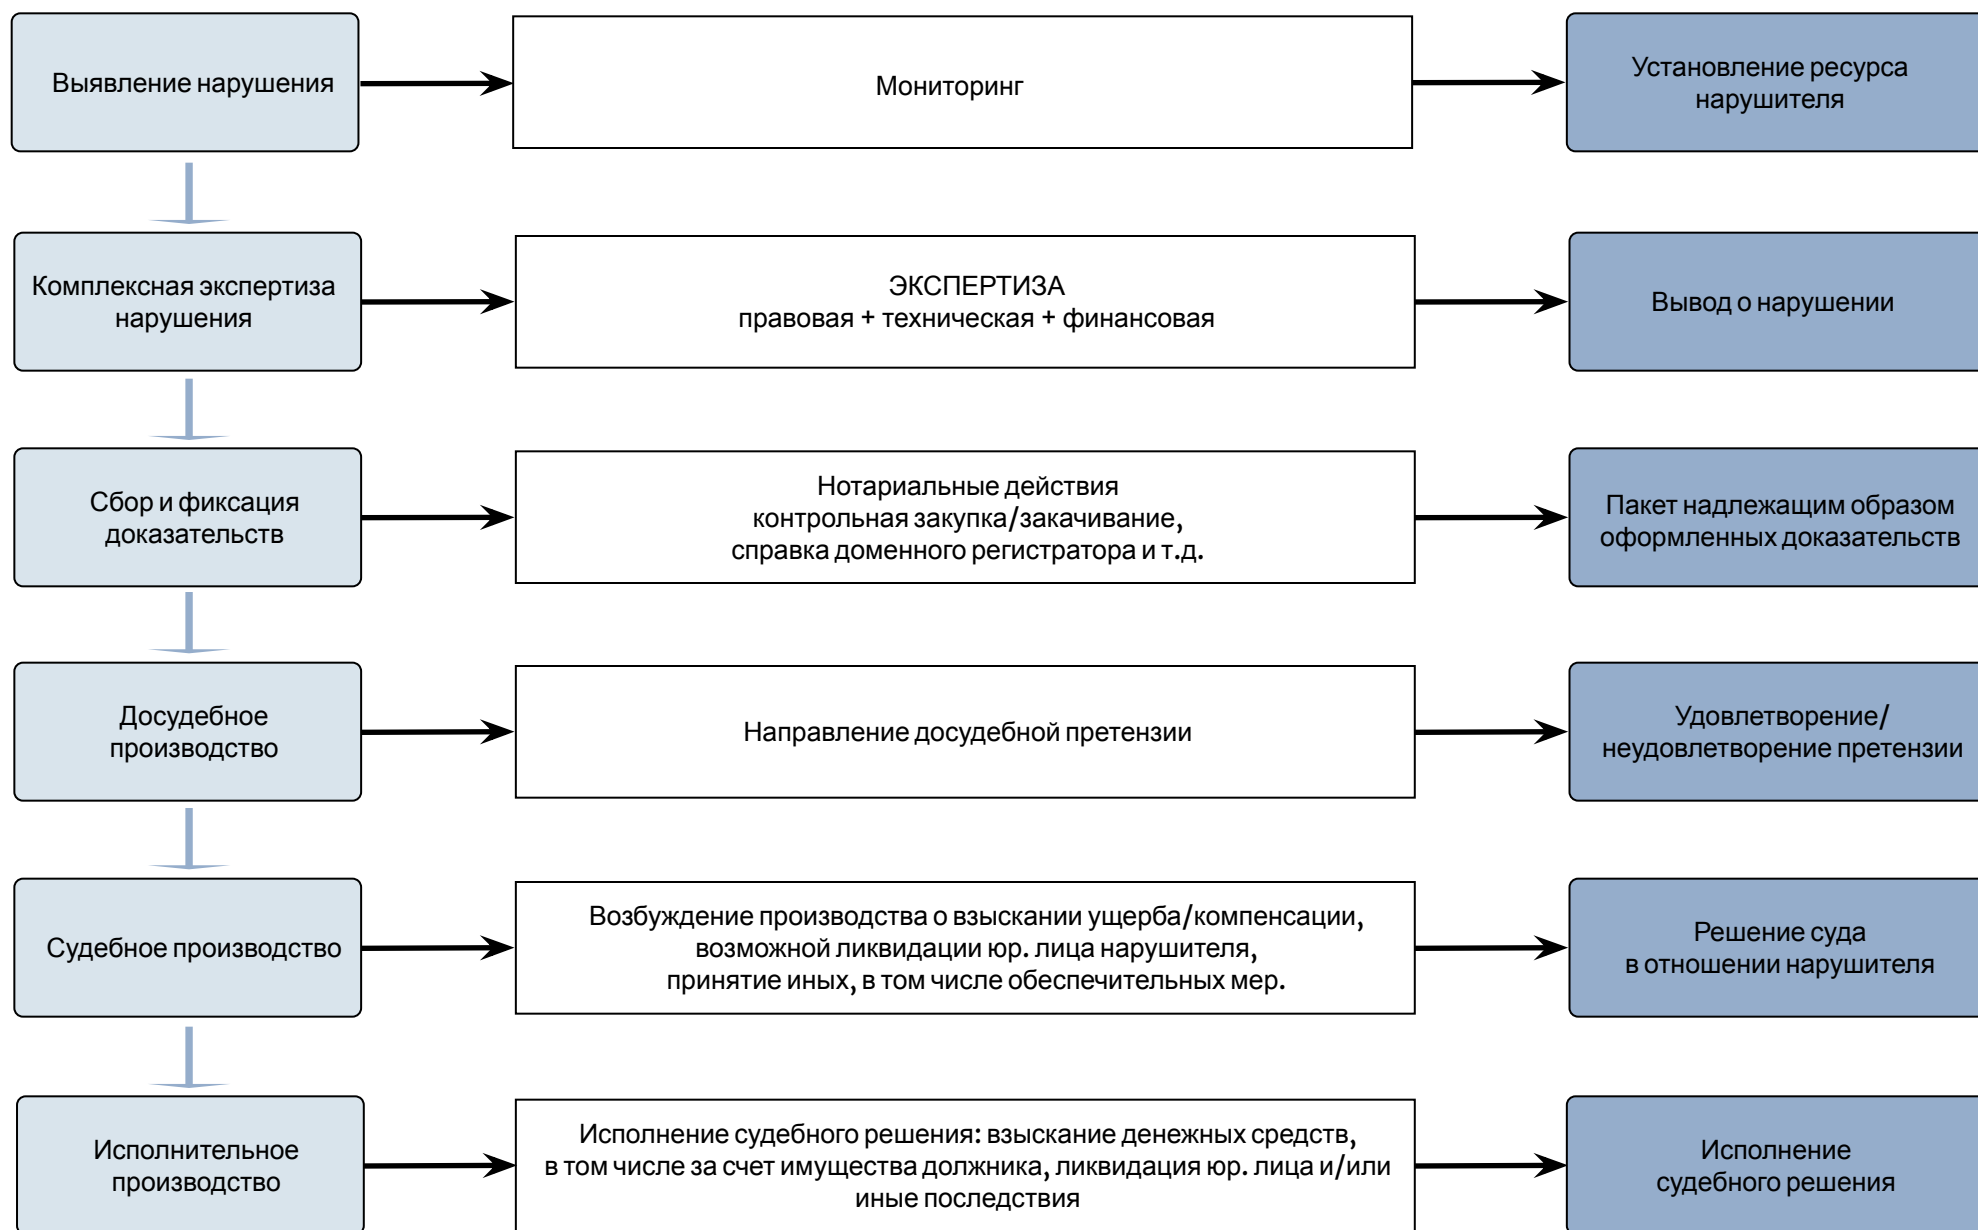 Выявление нарушения
Мониторинг
Установление ресурса
нарушителя
Комплексная экспертиза
нарушения
ЭКСПЕРТИЗА
правовая + техническая + финансовая
Вывод о нарушении
Сбор и фиксация
доказательств
Нотариальные действия
контрольная закупка/закачивание,
справка доменного регистратора и т.д.
Пакет надлежащим образом
оформленных доказательств
Досудебное
производство
Направление досудебной претензии
Удовлетворение/
неудовлетворение претензии
Судебное производство
Возбуждение производства о взыскании ущерба/компенсации,
возможной ликвидации юр. лица нарушителя,
принятие иных, в том числе обеспечительных мер.
Решение суда
в отношении нарушителя
Исполнительное
производство
Исполнение судебного решения: взыскание денежных средств,
в том числе за счет имущества должника, ликвидация юр. лица и/или
иные последствия
Исполнение
судебного решения